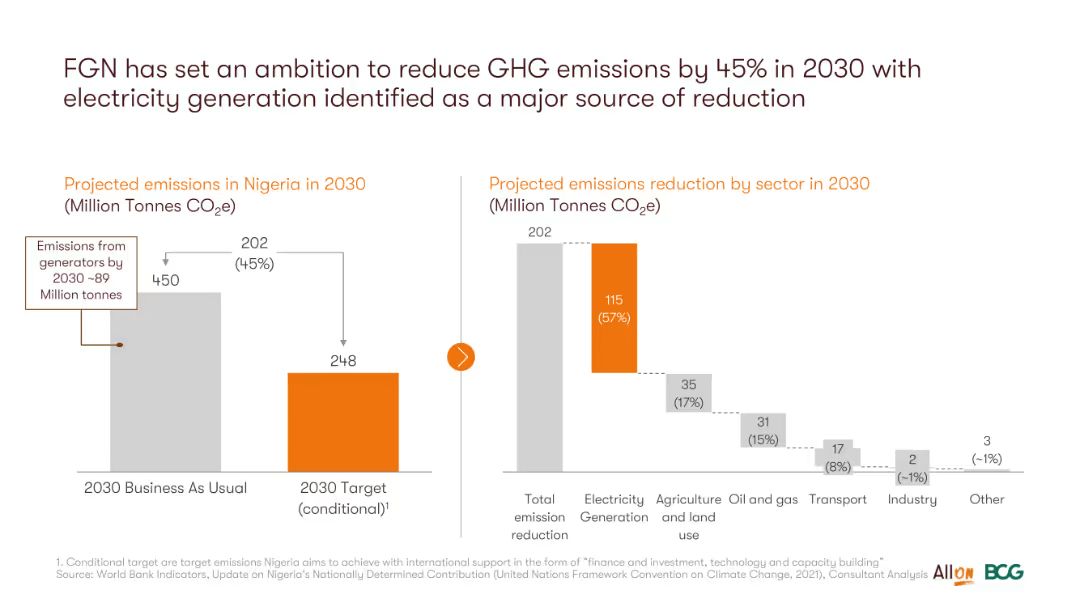 FGN has set an ambition to reduce GHG emissions by 45% in 2030 with
electricity generation identified as a major source of reduction
Projected emissions in Nigeria in 2030
(Million Tonnes CO₂e)
Emissions from
generators by
2030 ~89
Million tonnes
202
(45%)
450
248
2030 Business As Usual
2030 Target
(conditional)¹
Projected emissions reduction by sector in 2030
(Million Tonnes CO₂e)
202
115
(57%)
35
(17%)
31
(15%)
17
(8%)
2
(~1%)
3
(~1%)
Total
emission
reduction
Electricity
Generation
Agriculture
and land
use
Oil and gas
Transport
Industry
Other
1. Conditional target are target emissions Nigeria aims to achieve with international support in the form of "finance and investment, technology and capacity building"
Source: World Bank Indicators, Update on Nigeria's Nationally Determined Contribution (United Nations Framework Convention on Climate Change, 2021), Consultant Analysis
All ON
BCG